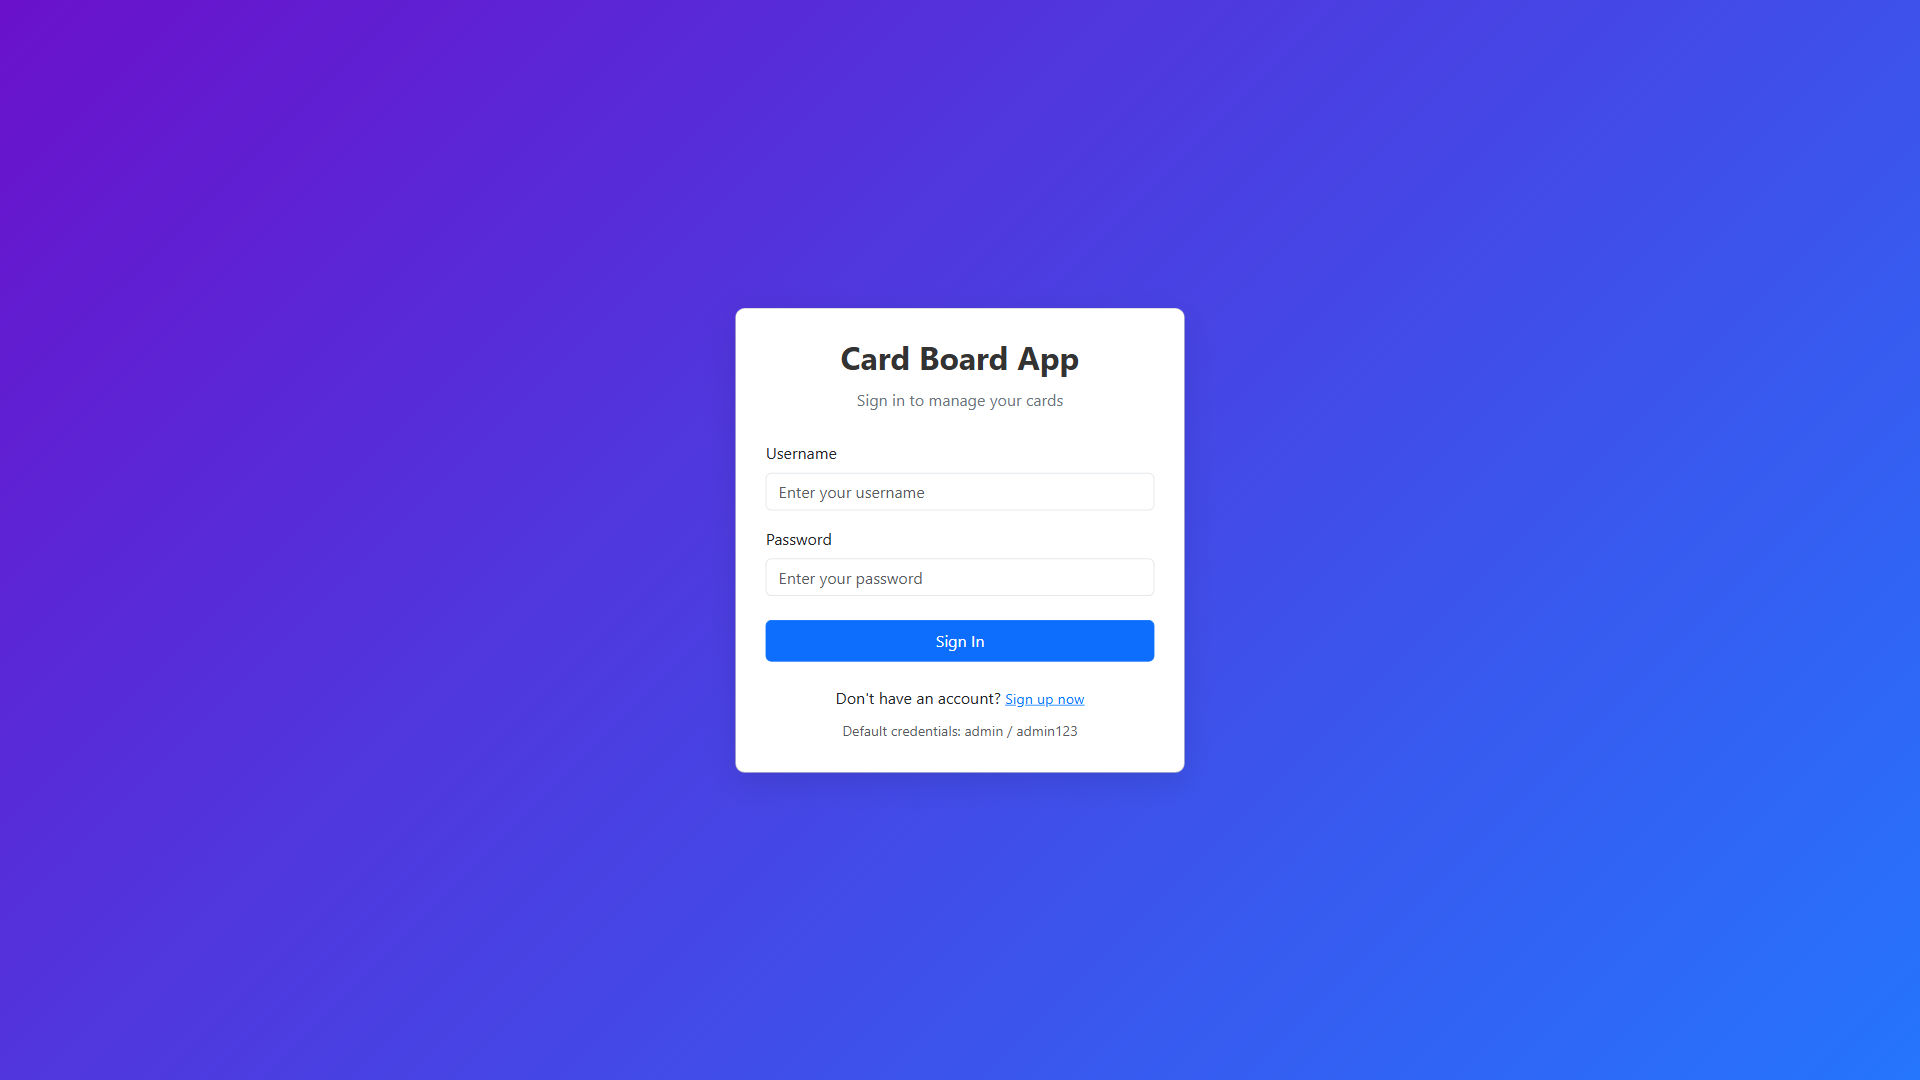 Card Board App
Sign in to manage your cards
Username
Enter your username
Password
Enter your password
Sign In
Don't have an account? Sign up now
Default credentials: admin / admin123